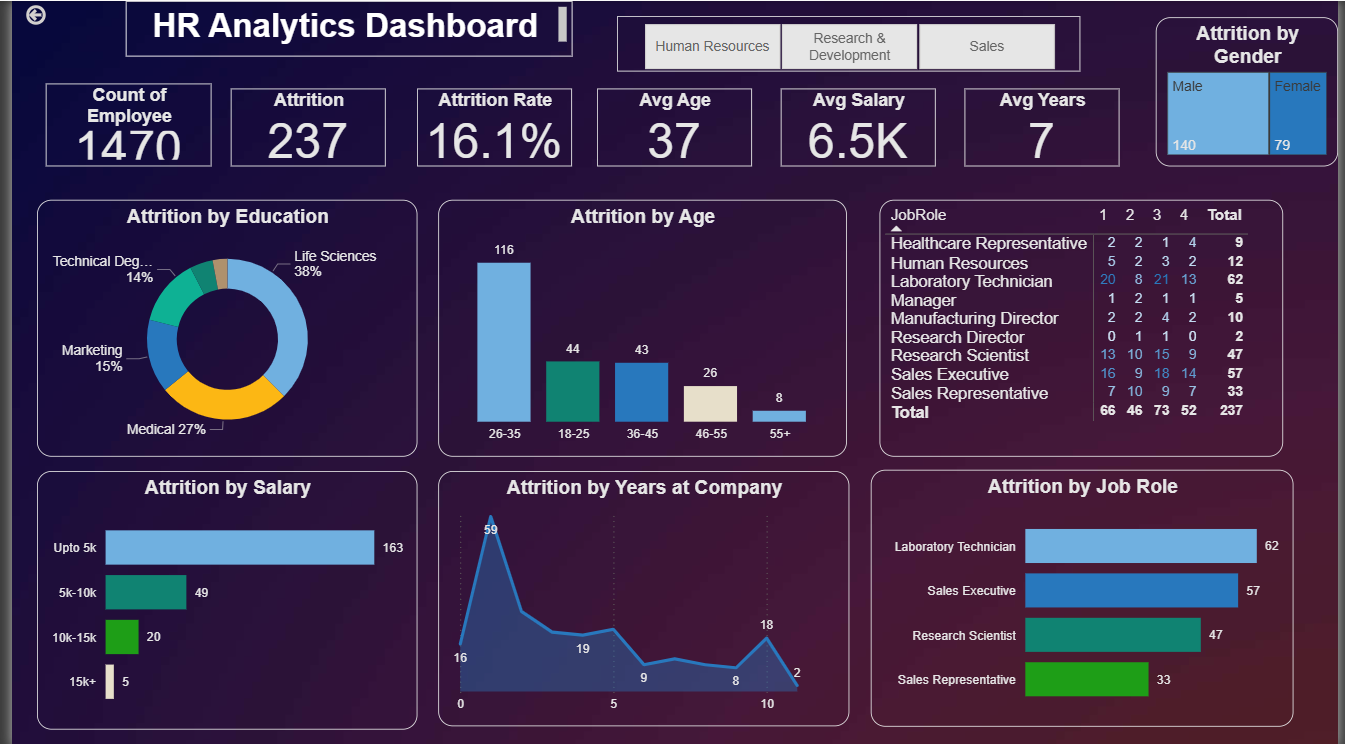 HR Analytics Dashboard
Human Resources
Research &
Development
Sales
Attrition by
Gender
Male
Female
140
79
Count of
Employee
1470
Attrition
237
Attrition Rate
16.1%
Avg Age
37
Avg Salary
6.5K
Avg Years
7
Attrition by Education
Life Sciences
38%
Technical Deg...
14%
Marketing
15%
Medical 27%
Attrition by Age
116
44
43
26
8
26-35 18-25 36-45 46-55 55+
JobRole 1 2 3 4 Total
Healthcare Representative 2 2 1 4 9
Human Resources 5 2 3 2 12
Laboratory Technician 20 8 21 13 62
Manager 1 2 1 1 5
Manufacturing Director 2 2 4 2 10
Research Director 0 1 1 0 2
Research Scientist 13 10 15 9 47
Sales Executive 16 9 18 14 57
Sales Representative 7 10 9 7 33
Total 66 46 73 52 237
Attrition by Salary
Upto 5k 163
5k-10k 49
10k-15k 20
15k+ 5
Attrition by Years at Company
59
16
19
9
8
18
2
0 5 10
Attrition by Job Role
Laboratory Technician 62
Sales Executive 57
Research Scientist 47
Sales Representative 33